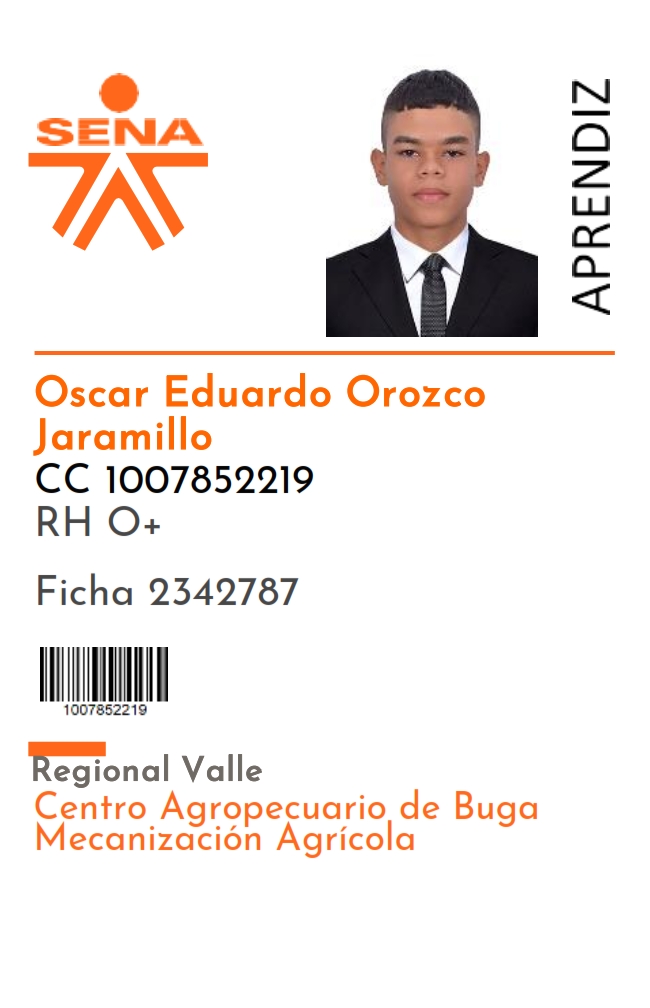 SENA
APRENDIZ
Oscar Eduardo Orozco
Jaramillo
CC 1007852219
RH O+
Ficha 2342787
1007852219
Regional Valle
Centro Agropecuario de Buga
Mecanización Agrícola